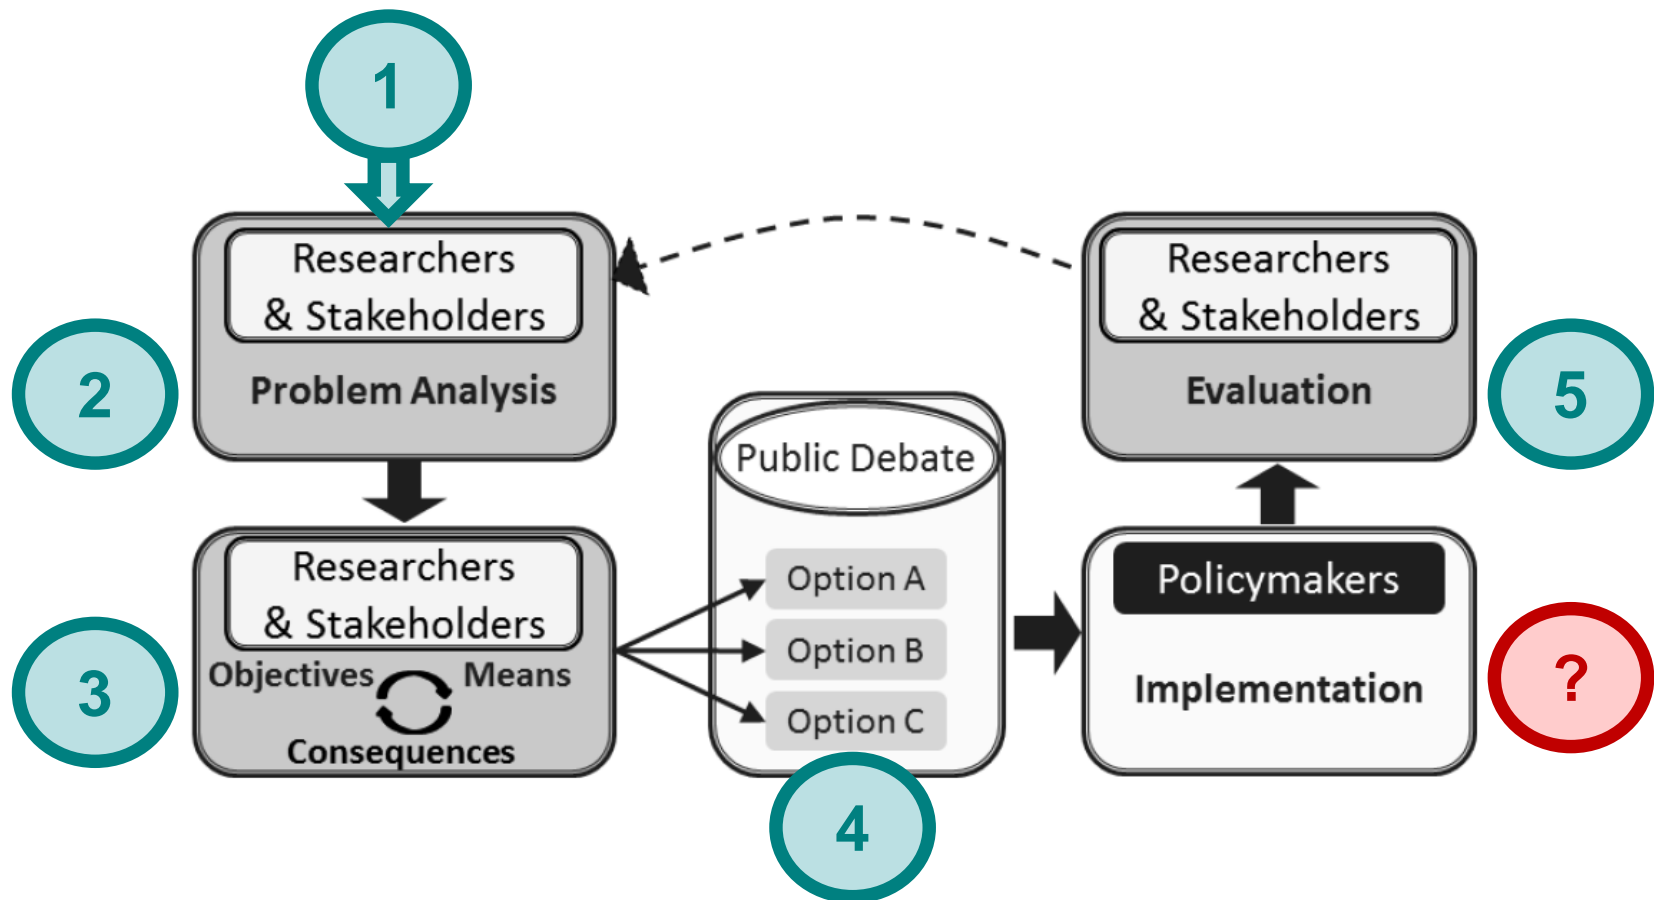 1
Researchers
& Stakeholders
Problem Analysis
2
Researchers
& Stakeholders
Objectives
Means
Consequences
3
Public Debate
Option A
Option B
Option C
4
Policymakers
Implementation
?
Researchers
& Stakeholders
Evaluation
5